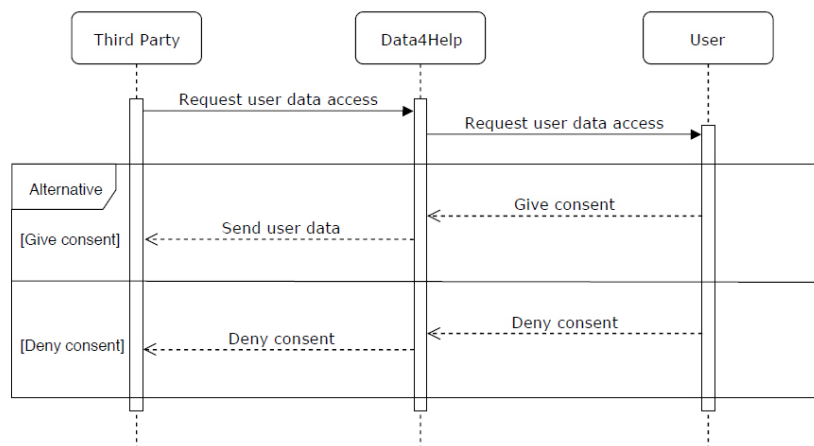 Third Party
Data4Help
User
Request user data access
Request user data access
Alternative
Give consent
Send user data
[Give consent]
Deny consent
Deny consent
[Deny consent]